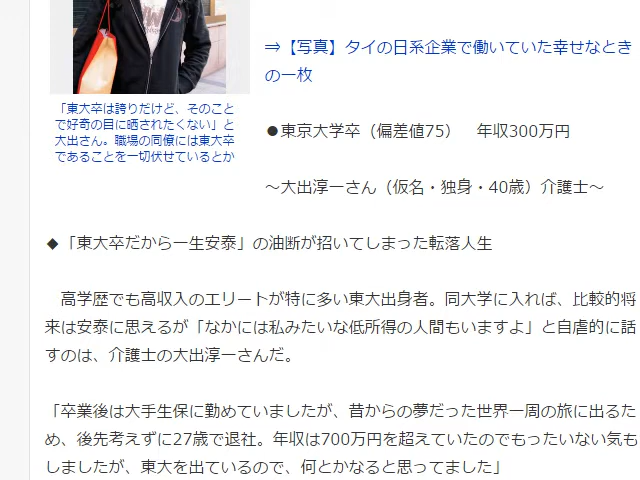 ⇒【写真】タイの日系企業で働いていた幸せなとき
の一枚
「東大卒は誇りだけど、そのこと
で好奇の目に晒されたくない」と
大出さん。職場の同僚には東大卒
であることを一切伏せているとか
●東京大学卒（偏差値75）　年収300万円
～大出淳一さん（仮名・独身・40歳）介護士～
◆「東大卒だから一生安泰」の油断が招いてしまった転落人生
　高学歴でも高収入のエリートが特に多い東大出身者。同大学に入れば、比較的将
来は安泰に思えるが「なかには私みたいな低所得の人間もいますよ」と自虐的に話
すのは、介護士の大出淳一さんだ。
「卒業後は大手生保に勤めていましたが、昔からの夢だった世界一周の旅に出るた
め、後先考えずに27歳で退社。年収は700万円を超えていたのでもったいない気も
しましたが、東大を出ているので、何とかなると思ってました」